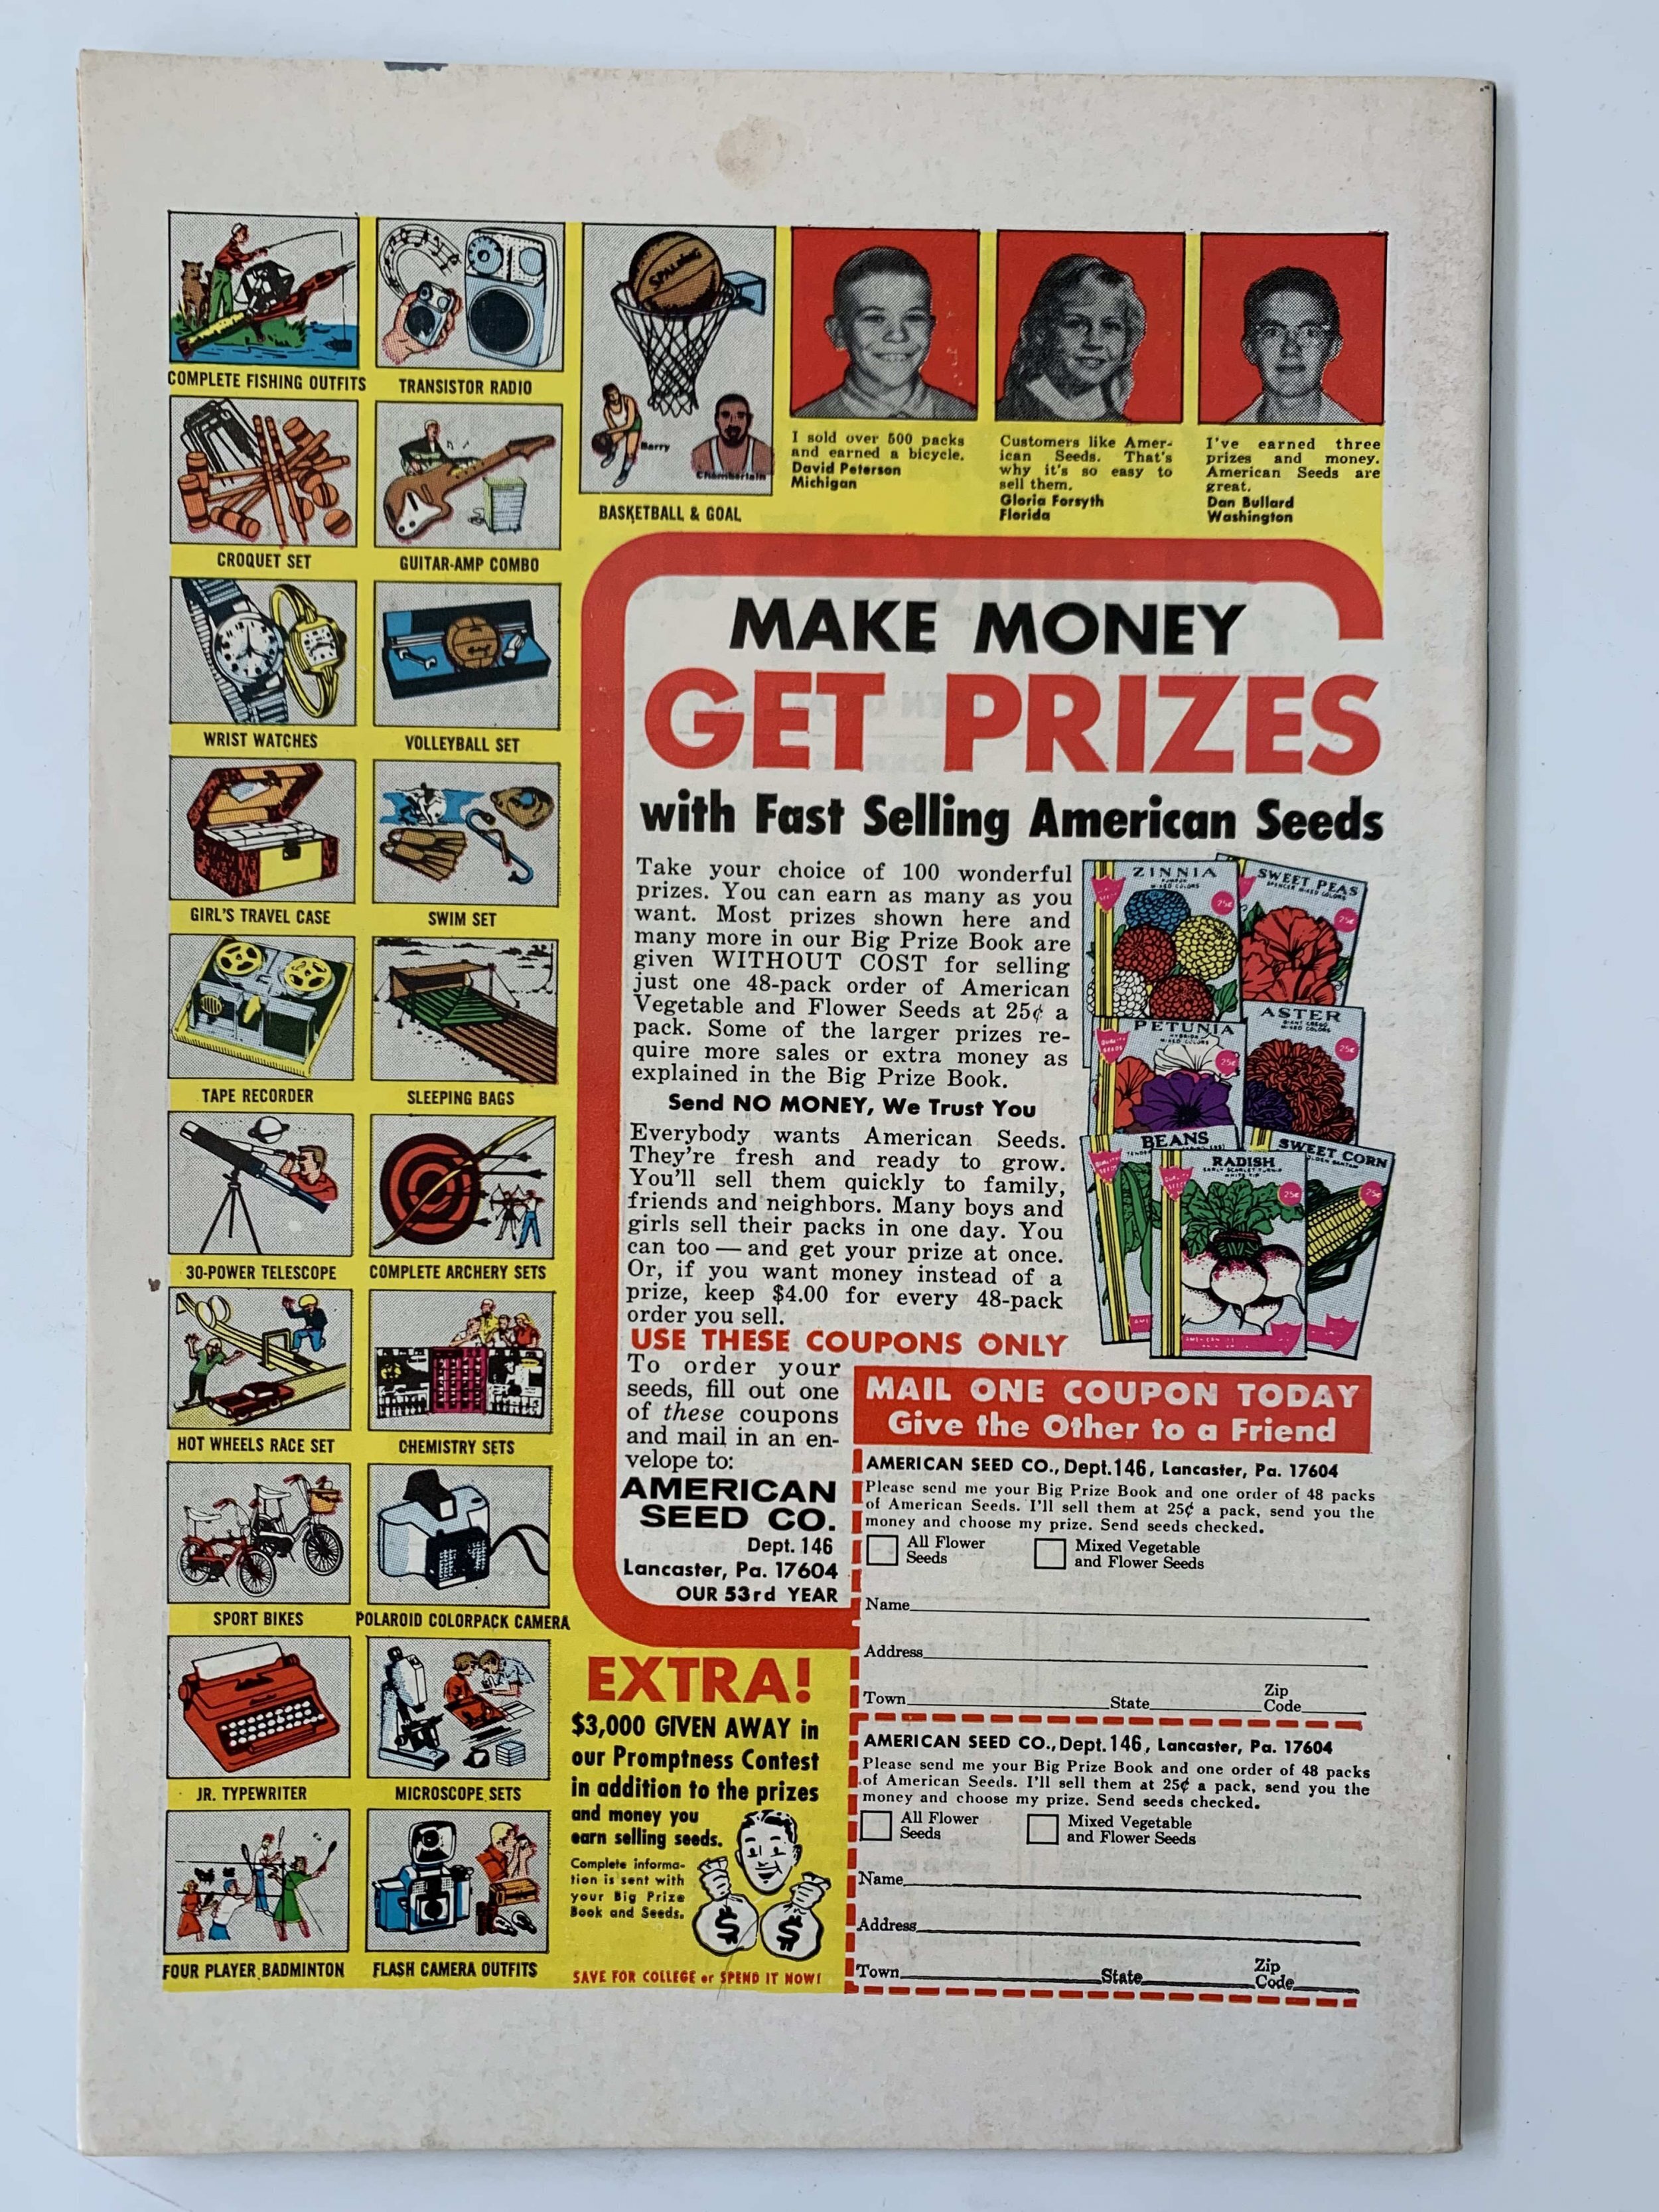 COMPLETE FISHING OUTFITS
TRANSISTOR RADIO
SPALDING
Barry
Chamberlain
BASKETBALL & GOAL
CROQUET SET
GUITAR-AMP COMBO
WRIST WATCHES
VOLLEYBALL SET
GIRL'S TRAVEL CASE
SWIM SET
TAPE RECORDER
SLEEPING BAGS
30-POWER TELESCOPE
COMPLETE ARCHERY SETS
HOT WHEELS RACE SET
CHEMISTRY SETS
SPORT BIKES
POLAROID COLORPACK CAMERA
JR. TYPEWRITER
MICROSCOPE SETS
FOUR PLAYER BADMINTON
FLASH CAMERA OUTFITS
I sold over 500 packs
and earned a bicycle.
David Peterson
Michigan
Customers like Amer-
ican Seeds. That's
why it's so easy to
sell them.
Gloria Forsyth
Florida
I've earned three
prizes and money.
American Seeds are
great.
Dan Bullard
Washington
MAKE MONEY
GET PRIZES
with Fast Selling American Seeds
Take your choice of 100 wonderful
prizes. You can earn as many as you
want. Most prizes shown here and
many more in our Big Prize Book are
given WITHOUT COST for selling
just one 48-pack order of American
Vegetable and Flower Seeds at 25¢ a
pack. Some of the larger prizes re-
quire more sales or extra money as
explained in the Big Prize Book.
Send NO MONEY, We Trust You
Everybody wants American Seeds.
They're fresh and ready to grow.
You'll sell them quickly to family,
friends and neighbors. Many boys and
girls sell their packs in one day. You
can too — and get your prize at once.
Or, if you want money instead of a
prize, keep $4.00 for every 48-pack
order you sell.
ZINNIA
MIXED COLORS
25¢
SWEET PEAS
SPENCER MIXED COLORS
25¢
PETUNIA
MIXED COLORS
25¢
ASTER
MIXED COLORS
25¢
BEANS
RADISH
25¢
SWEET CORN
25¢
USE THESE COUPONS ONLY
To order your
seeds, fill out one
of these coupons
and mail in an en-
velope to:
AMERICAN
SEED CO.
Dept. 146
Lancaster, Pa. 17604
OUR 53rd YEAR
MAIL ONE COUPON TODAY
Give the Other to a Friend
AMERICAN SEED CO., Dept. 146, Lancaster, Pa. 17604
Please send me your Big Prize Book and one order of 48 packs
of American Seeds. I'll sell them at 25¢ a pack, send you the
money and choose my prize. Send seeds checked.
All Flower
Seeds
Mixed Vegetable
and Flower Seeds
Name
Address
Town State Zip
Code
AMERICAN SEED CO., Dept. 146, Lancaster, Pa. 17604
Please send me your Big Prize Book and one order of 48 packs
of American Seeds. I'll sell them at 25¢ a pack, send you the
money and choose my prize. Send seeds checked.
All Flower
Seeds
Mixed Vegetable
and Flower Seeds
Name
Address
Town State Zip
Code
EXTRA!
$3,000 GIVEN AWAY in
our Promptness Contest
in addition to the prizes
and money you
earn selling seeds.
Complete informa-
tion is sent with
your Big Prize
Book and Seeds.
$ $
SAVE FOR COLLEGE or SPEND IT NOW!